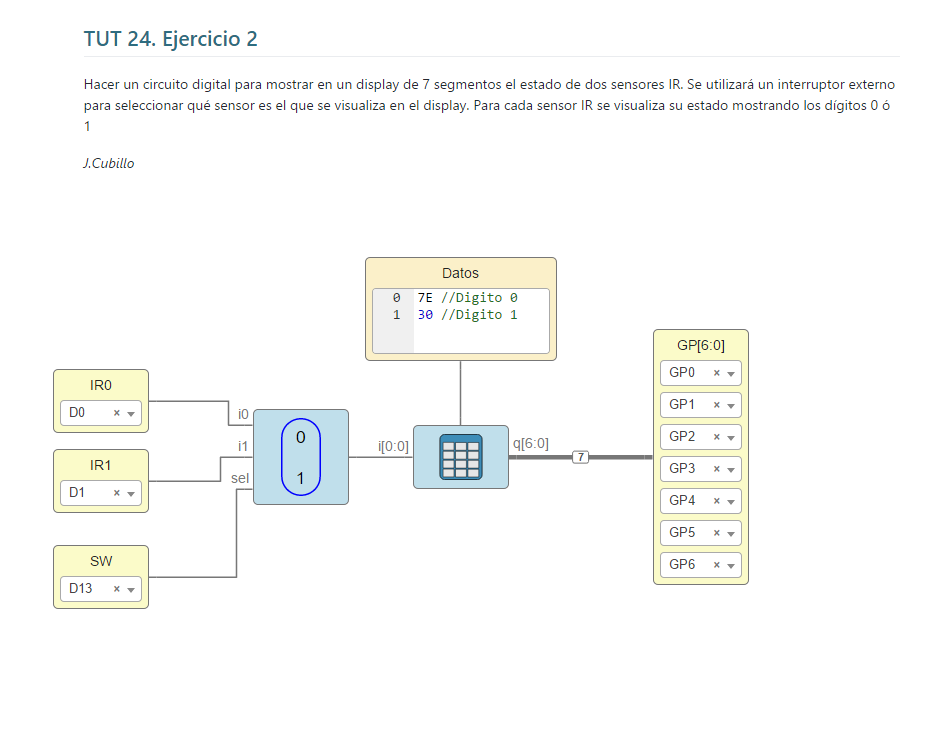 TUT 24. Ejercicio 2
Hacer un circuito digital para mostrar en un display de 7 segmentos el estado de dos sensores IR. Se utilizará un interruptor externo
para seleccionar qué sensor es el que se visualiza en el display. Para cada sensor IR se visualiza su estado mostrando los dígitos 0 ó
1
J.Cubillo
Datos
0 7E //Digito 0
1 30 //Digito 1
GP[6:0]
GP0 × ▾
GP1 × ▾
GP2 × ▾
GP3 × ▾
GP4 × ▾
GP5 × ▾
GP6 × ▾
IR0
D0 × ▾
IR1
D1 × ▾
SW
D13 × ▾
i0
i1
sel
0
1
i[0:0]
q[6:0]
7